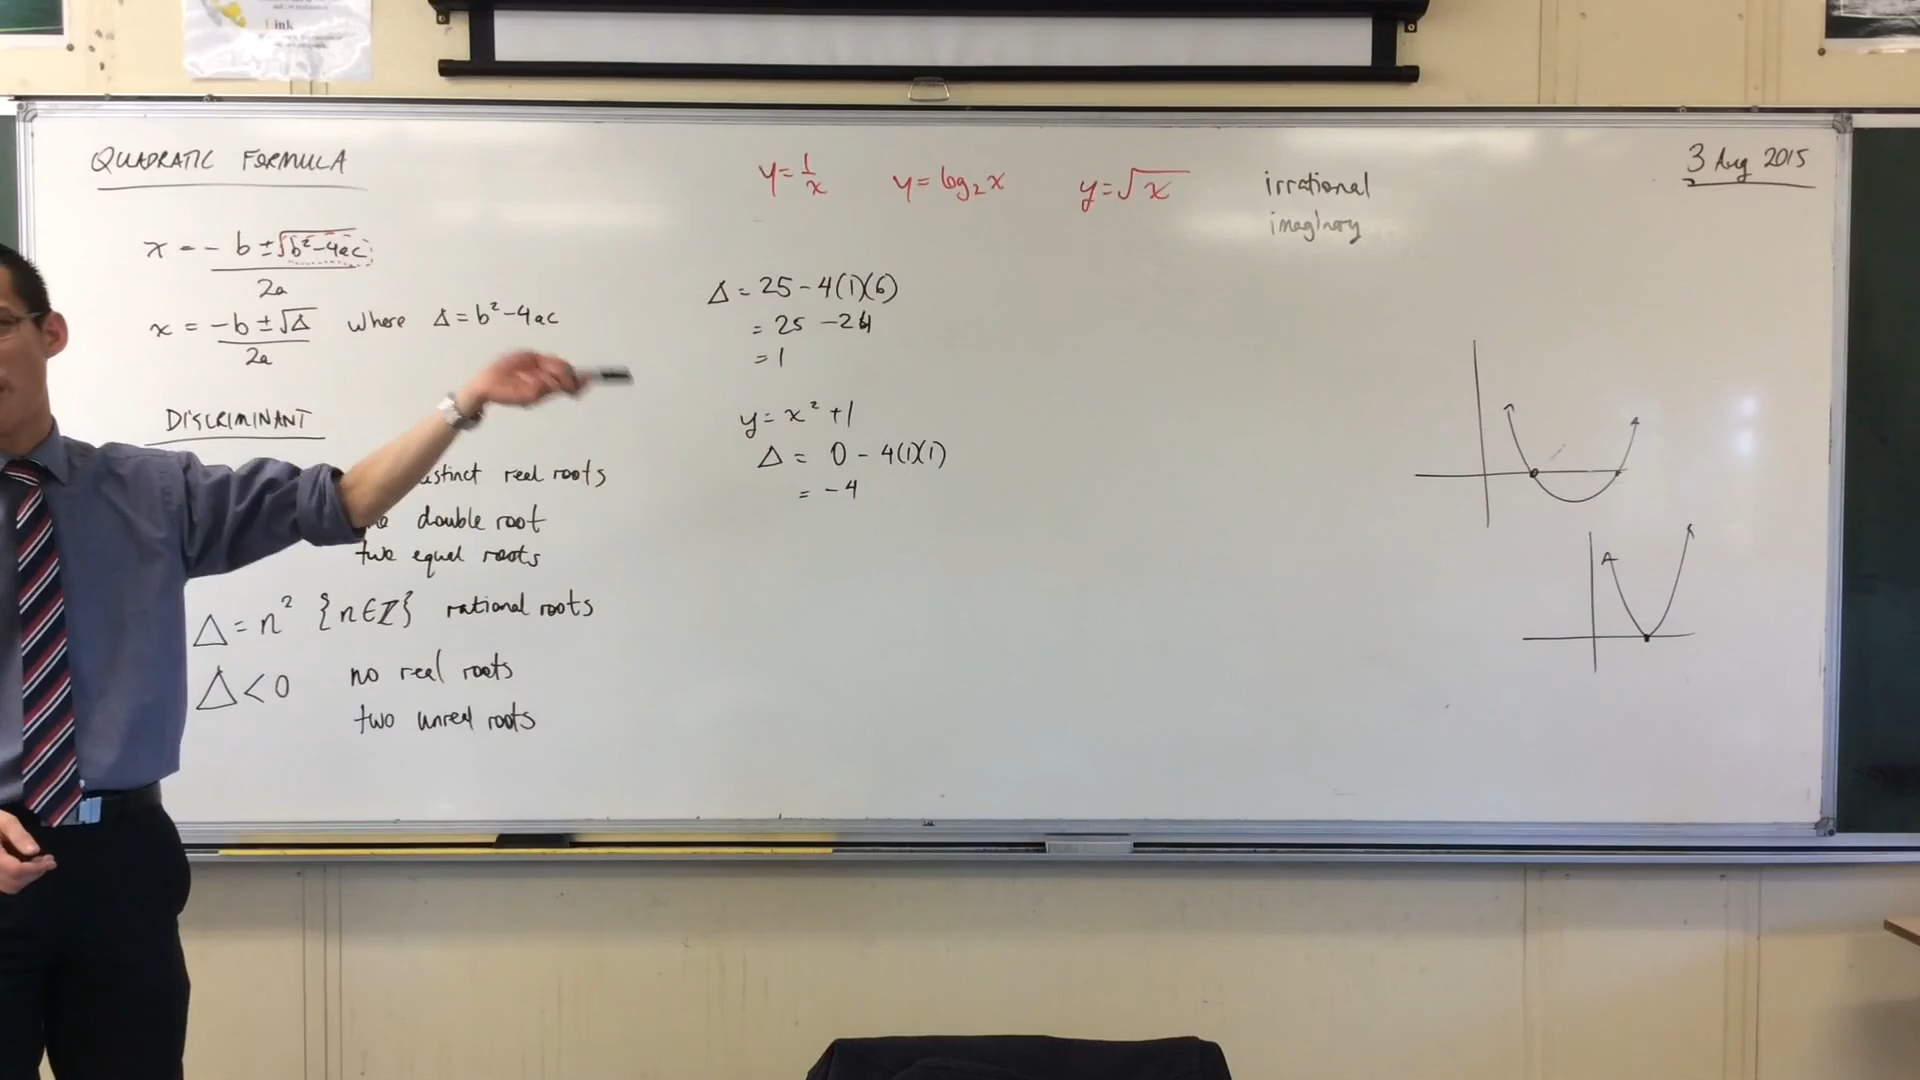 ink
QUADRATIC FORMULA
x = -b ± √b²-4ac
2a
x = -b ± √Δ where Δ = b²-4ac
2a
DISCRIMINANT
distinct real roots
double root
two equal roots
Δ = n² {n∈ℤ} rational roots
Δ < 0 no real roots
two unreal roots
y = 1/x y = log₂x y = √x irrational
imaginary
Δ = 25 - 4(1)(6)
= 25 - 24
= 1
y = x² + 1
Δ = 0 - 4(1)(1)
= -4
3 Aug 2015